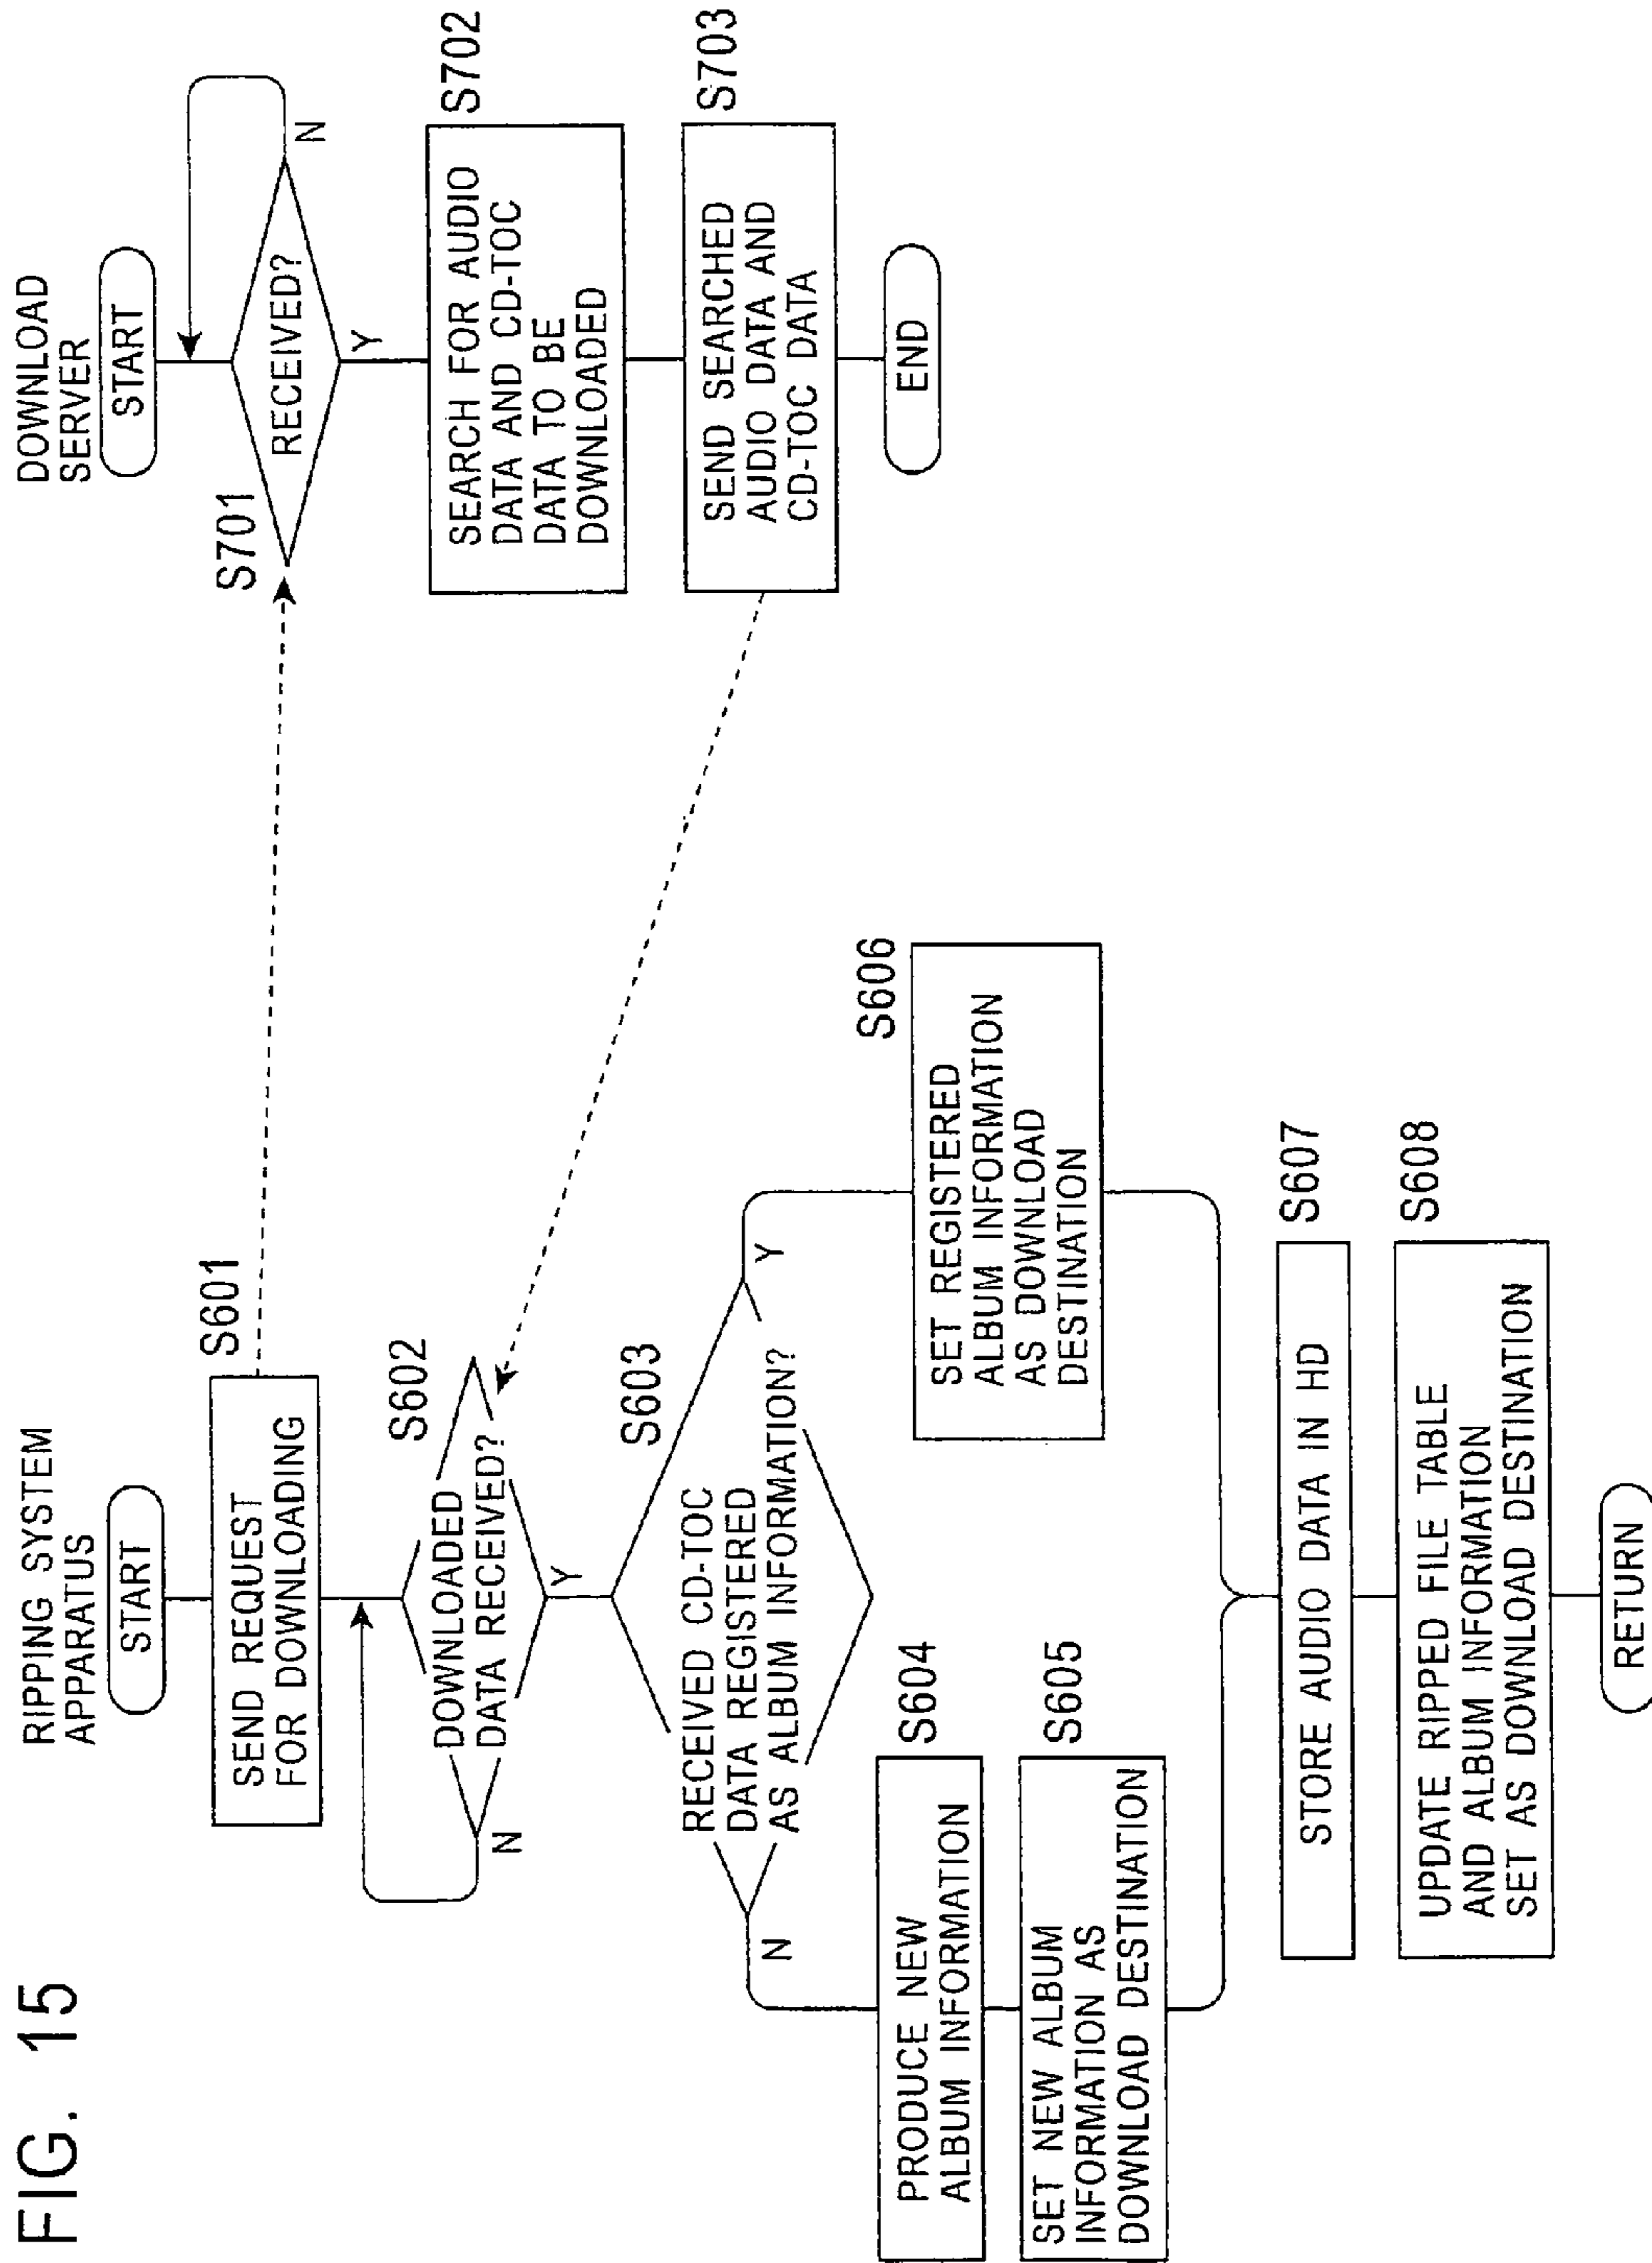 FIG. 15
RIPPING SYSTEM
APPARATUS
START
SEND REQUEST
FOR DOWNLOADING
S601
DOWNLOADED
DATA RECEIVED?
S602
N
Y
RECEIVED CD-TOC
DATA REGISTERED
AS ALBUM INFORMATION?
S603
N
Y
PRODUCE NEW
ALBUM INFORMATION
S604
SET NEW ALBUM
INFORMATION AS
DOWNLOAD DESTINATION
S605
SET REGISTERED
ALBUM INFORMATION
AS DOWNLOAD
DESTINATION
S606
STORE AUDIO DATA IN HD
S607
UPDATE RIPPED FILE TABLE
AND ALBUM INFORMATION
SET AS DOWNLOAD DESTINATION
S608
RETURN
DOWNLOAD
SERVER
START
S701
RECEIVED?
N
Y
SEARCH FOR AUDIO
DATA AND CD-TOC
DATA TO BE
DOWNLOADED
S702
SEND SEARCHED
AUDIO DATA AND
CD-TOC DATA
S703
END